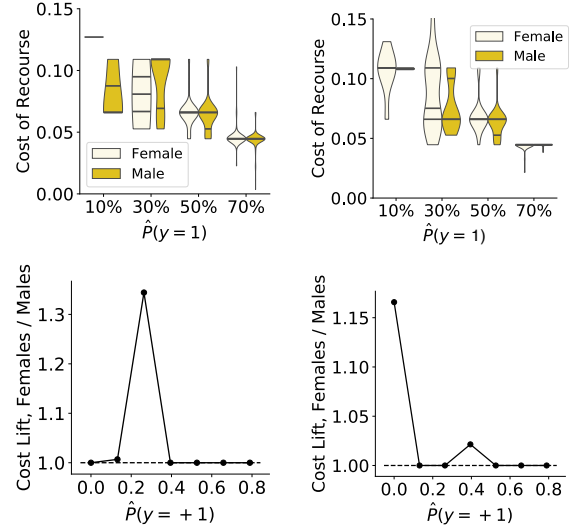 Cost of Recourse
0.15
0.10
0.05
0.00
Female
Male
10% 30% 50% 70%
P̂(y = 1)
Cost of Recourse
0.15
0.10
0.05
0.00
Female
Male
10% 30% 50% 70%
P̂(y = 1)
Cost Lift, Females / Males
1.3
1.2
1.1
1.0
0.0 0.2 0.4 0.6 0.8
P̂(y = +1)
Cost Lift, Females / Males
1.15
1.10
1.05
1.00
0.0 0.2 0.4 0.6 0.8
P̂(y = +1)